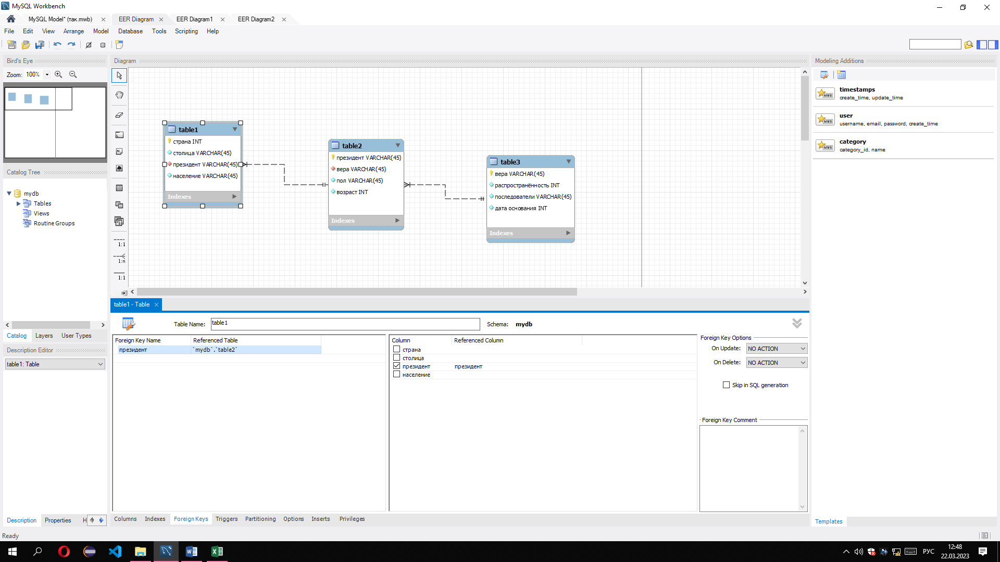 MySQL Workbench
MySQL Model* (так.mwb)
EER Diagram
EER Diagram1
EER Diagram2
File Edit View Arrange Model Database Tools Scripting Help
Bird's Eye
Zoom: 100%
Catalog Tree
mydb
Tables
Views
Routine Groups
Catalog Layers User Types
Description Editor
table1: Table
Description Properties H
Diagram
1:1
1:n
1:1
table1
страна INT
столица VARCHAR(45)
президент VARCHAR(45)
население VARCHAR(45)
Indexes
table2
президент VARCHAR(45)
вера VARCHAR(45)
пол VARCHAR(45)
возраст INT
Indexes
table3
вера VARCHAR(45)
распространённость INT
последователи VARCHAR(45)
дата основания INT
Indexes
table1 - Table
Table Name: table1
Schema: mydb
Foreign Key Name Referenced Table
президент `mydb`.`table2`
Column Referenced Column
страна
столица
президент президент
население
Foreign Key Options
On Update: NO ACTION
On Delete: NO ACTION
Skip in SQL generation
Foreign Key Comment
Columns Indexes Foreign Keys Triggers Partitioning Options Inserts Privileges
Modeling Additions
MWB
timestamps
create_time, update_time
MWB
user
username, email, password, create_time
MWB
category
category_id, name
Templates
Ready
РУС
12:48
22.03.2023